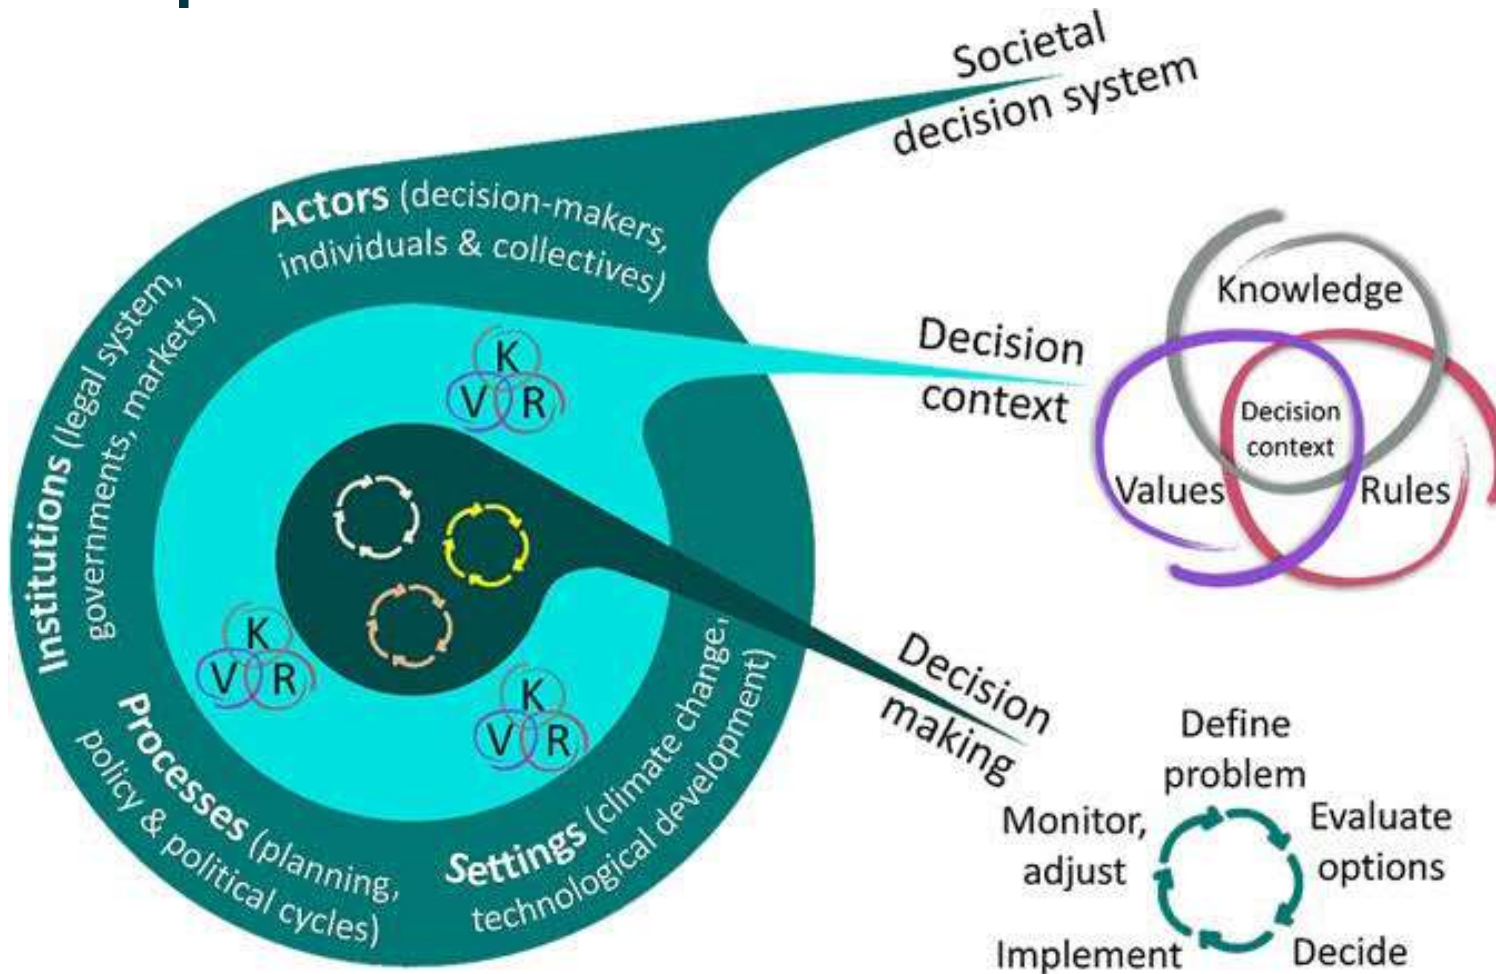 Societal
decision system
Actors (decision-makers,
individuals & collectives)
Institutions (legal system,
governments, markets)
Processes (planning,
policy & political cycles)
Settings (climate change,
technological development)
K
V R
K
V R
K
V R
Decision
context
Knowledge
Decision
context
Values Rules
Decision
making
Define
problem
Evaluate
options
Decide
Implement
Monitor,
adjust